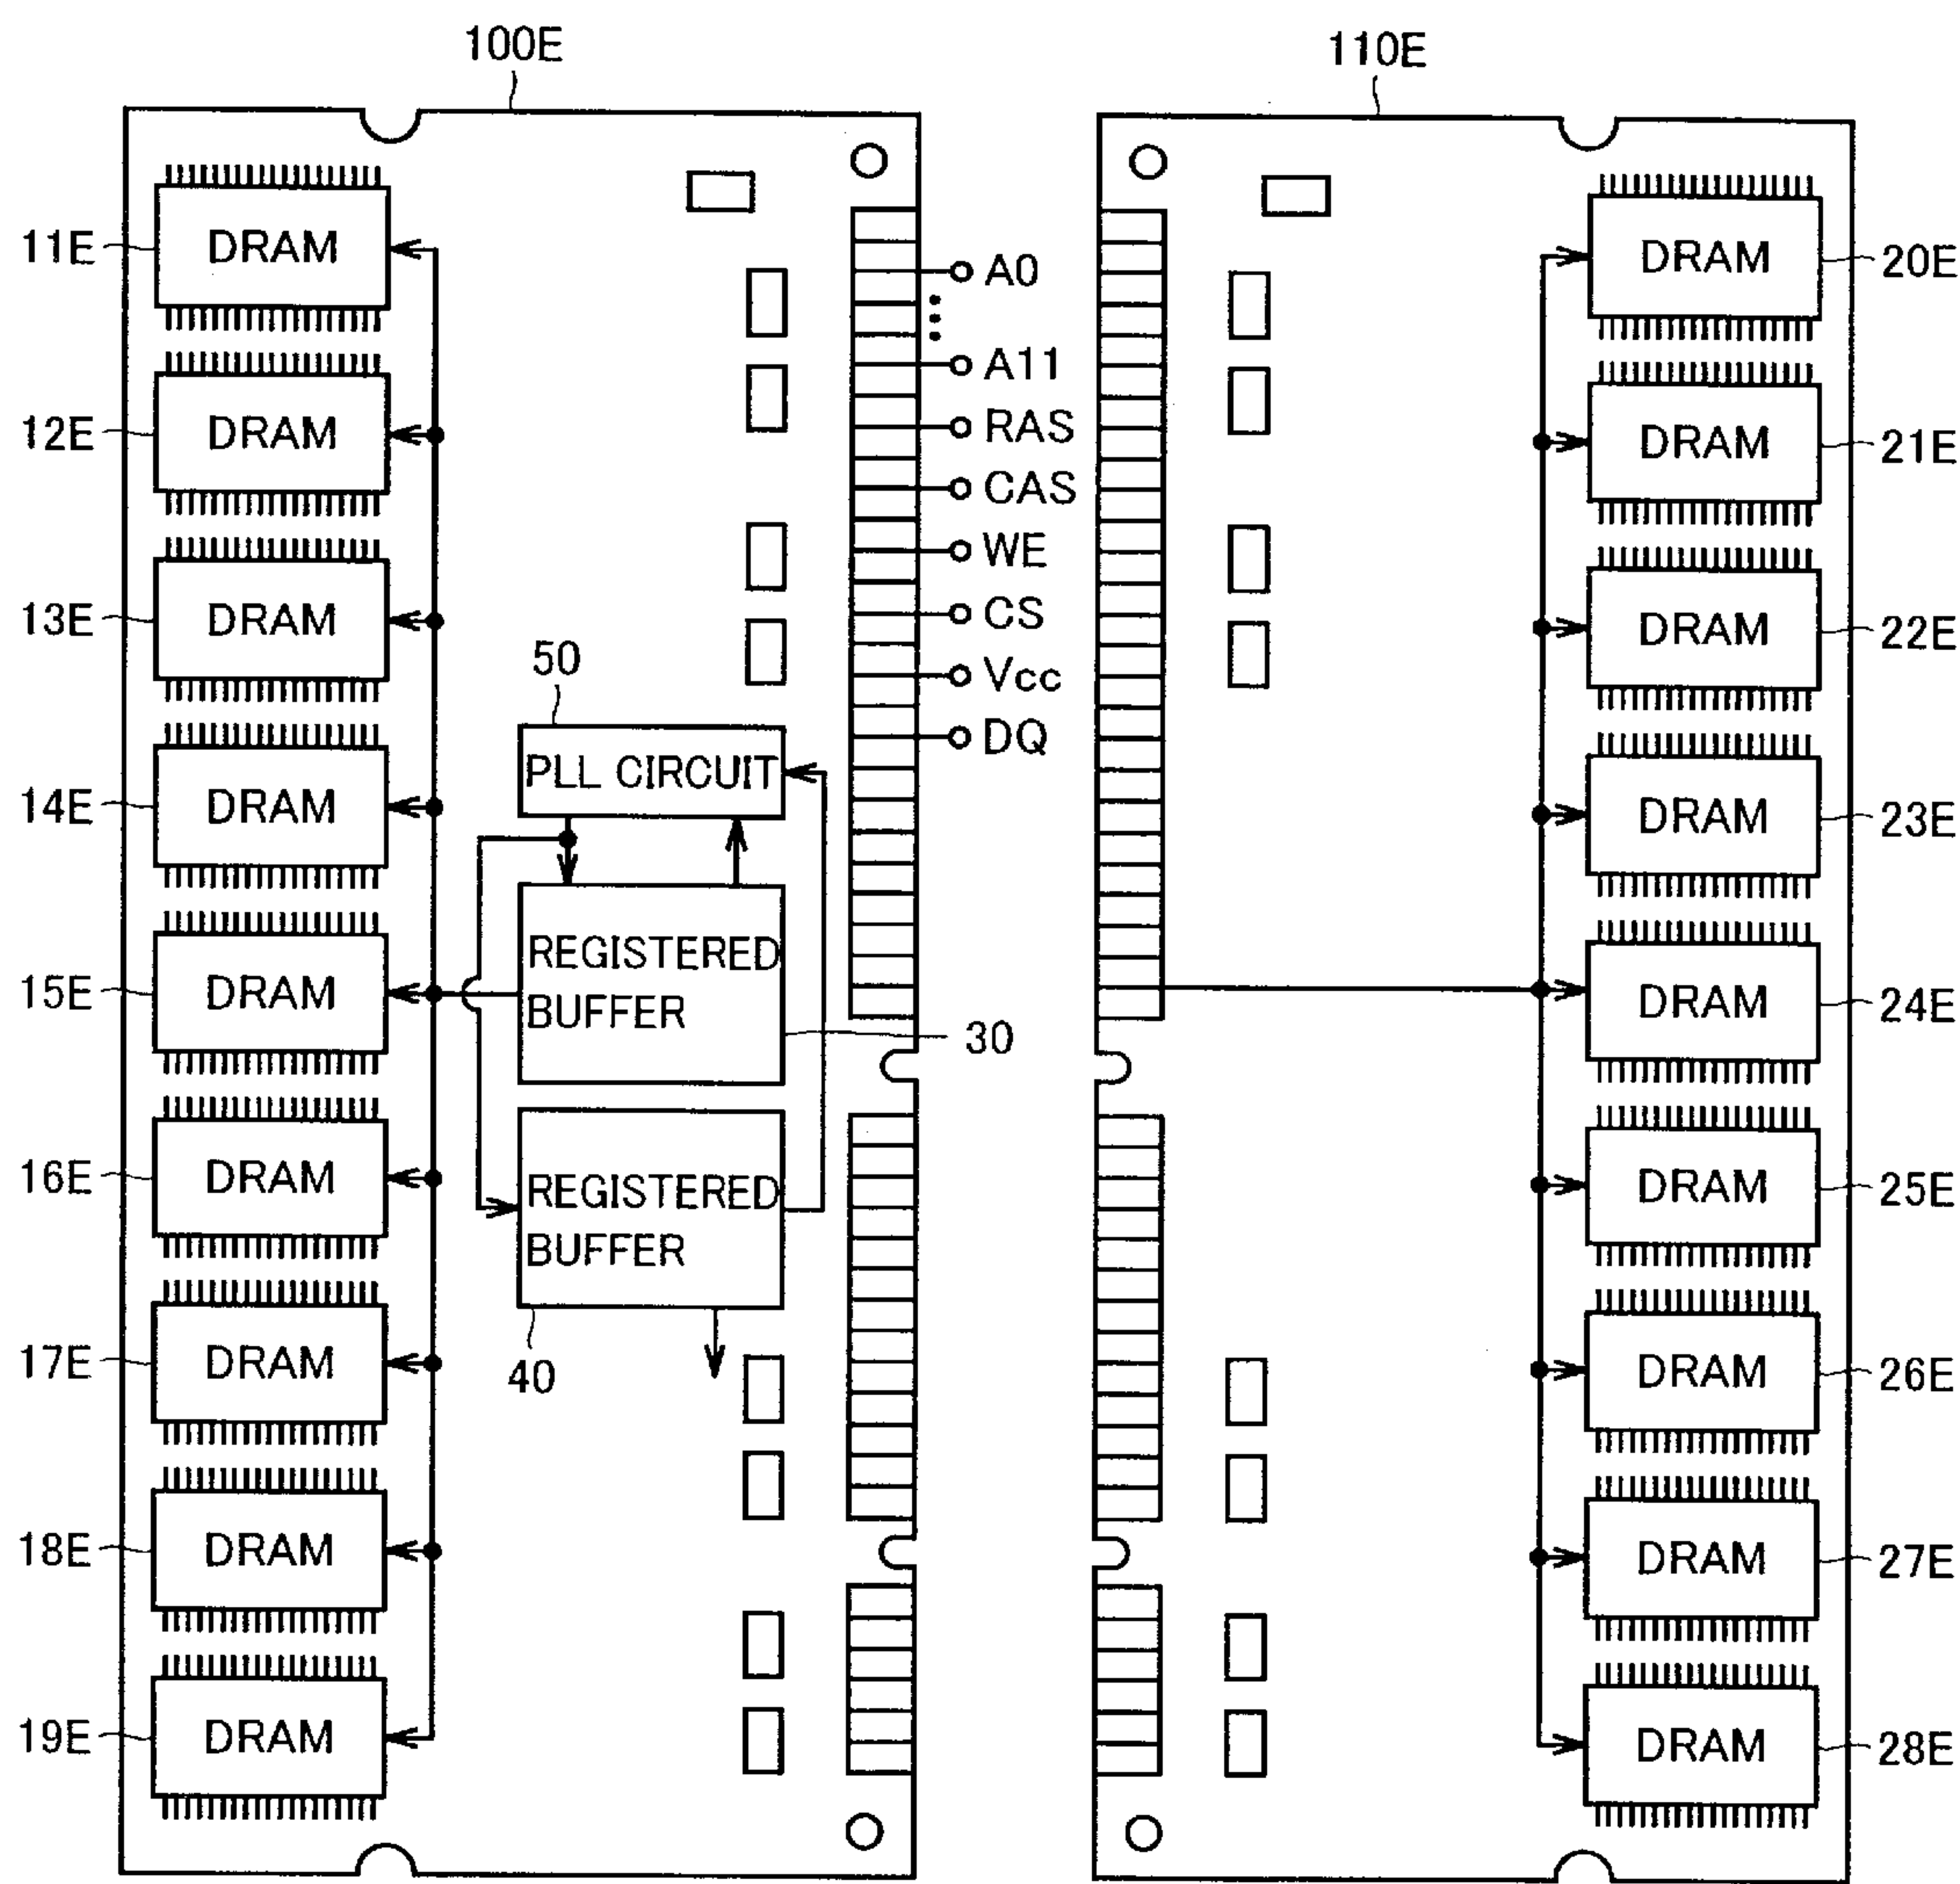 100E
110E
11E
DRAM
12E
DRAM
13E
DRAM
14E
DRAM
15E
DRAM
16E
DRAM
17E
DRAM
18E
DRAM
19E
DRAM
50
PLL CIRCUIT
REGISTERED
BUFFER
30
REGISTERED
BUFFER
40
A0
A11
RAS
CAS
WE
CS
Vcc
DQ
DRAM
20E
DRAM
21E
DRAM
22E
DRAM
23E
DRAM
24E
DRAM
25E
DRAM
26E
DRAM
27E
DRAM
28E